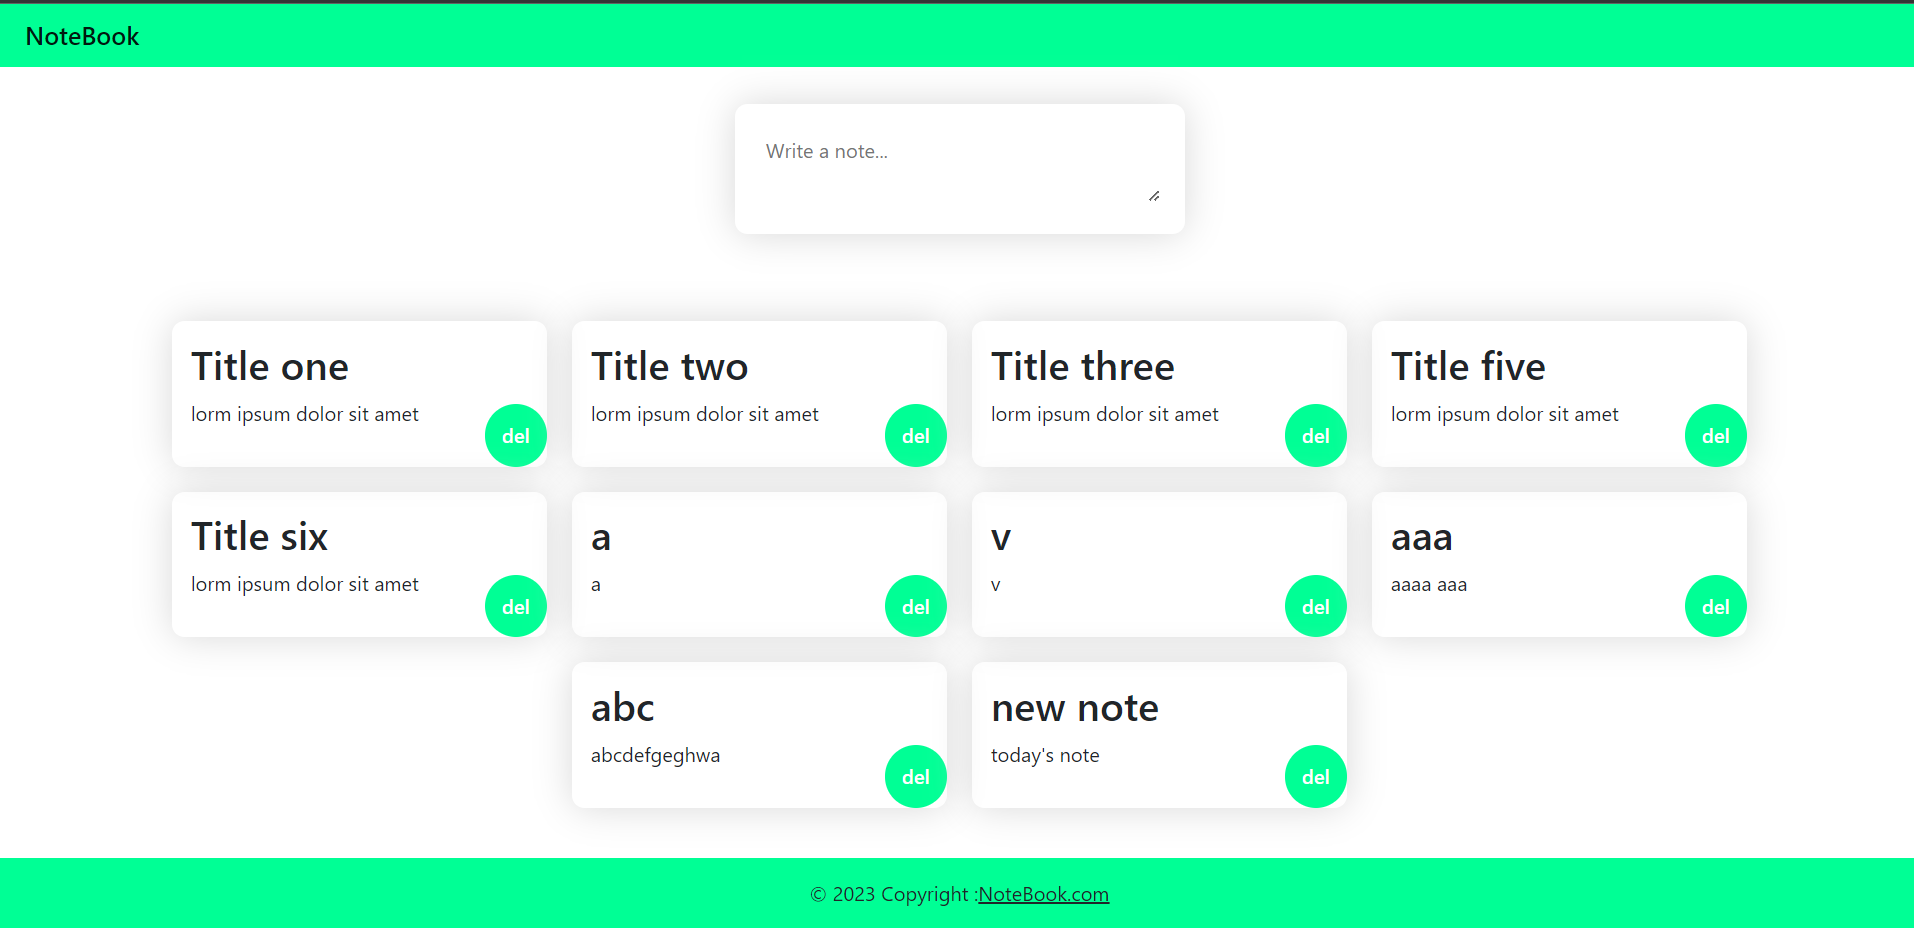 NoteBook
Write a note...
Title one
lorm ipsum dolor sit amet
del
Title two
lorm ipsum dolor sit amet
del
Title three
lorm ipsum dolor sit amet
del
Title five
lorm ipsum dolor sit amet
del
Title six
lorm ipsum dolor sit amet
del
a
a
del
v
v
del
aaa
aaaa aaa
del
abc
abcdefgeghwa
del
new note
today's note
del
© 2023 Copyright :NoteBook.com